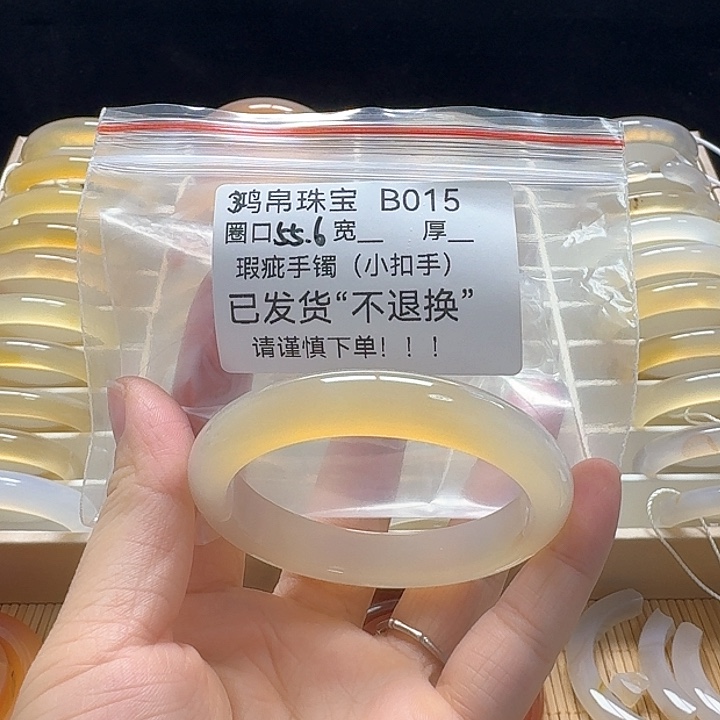 鸿帛珠宝 B015
圈口55.6 宽__ 厚__
瑕疵手镯（小扣手）
已发货“不退换”
请谨慎下单！！！